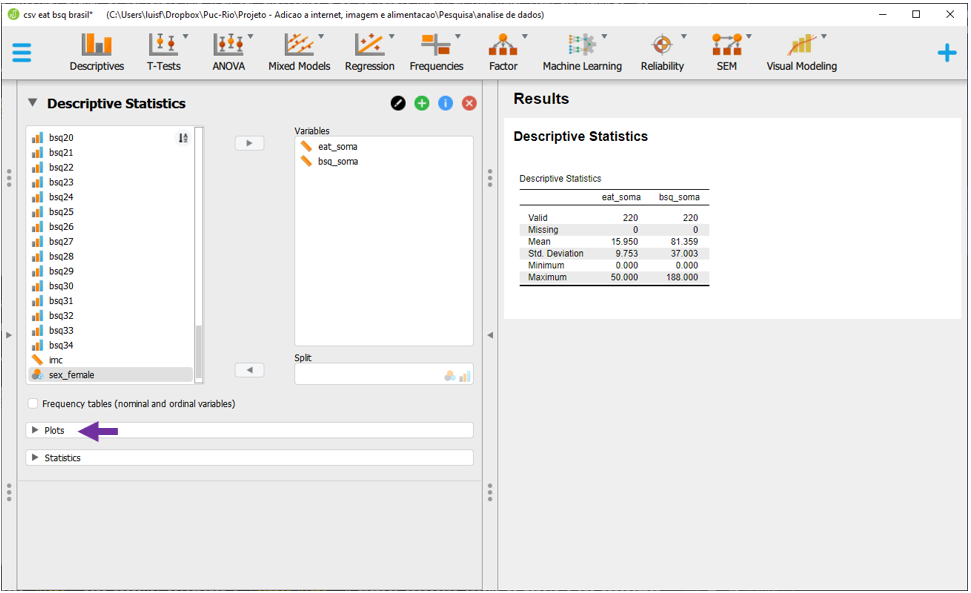 csv eat bsq brasil* (C:\Users\luisf\Dropbox\Puc-Rio\Projeto - Adicao a internet, imagem e alimentacao\Pesquisa\analise de dados)
Descriptives T-Tests ANOVA Mixed Models Regression Frequencies Factor Machine Learning Reliability SEM Visual Modeling
Descriptive Statistics
bsq20
bsq21
bsq22
bsq23
bsq24
bsq25
bsq26
bsq27
bsq28
bsq29
bsq30
bsq31
bsq32
bsq33
bsq34
imc
sex_female
Variables
eat_soma
bsq_soma
Split
Frequency tables (nominal and ordinal variables)
Plots
Statistics
Results
Descriptive Statistics
Descriptive Statistics
eat_soma bsq_soma
Valid 220 220
Missing 0 0
Mean 15.950 81.359
Std. Deviation 9.753 37.003
Minimum 0.000 0.000
Maximum 50.000 188.000